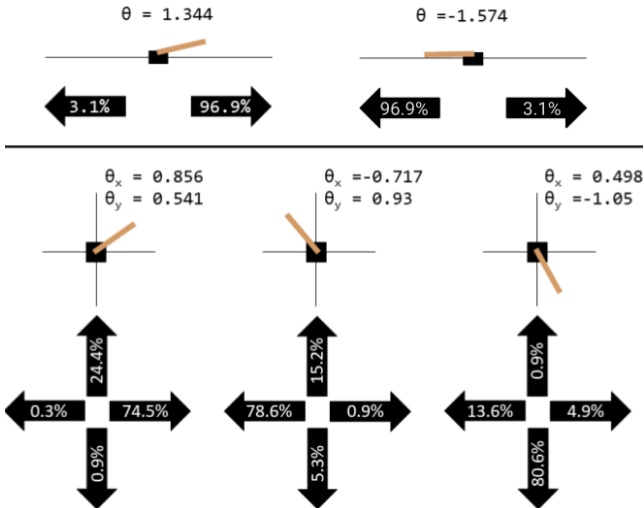 θ = 1.344
θ =-1.574
3.1%
96.9%
96.9%
3.1%
θx = 0.856
θy = 0.541
θx =-0.717
θy = 0.93
θx = 0.498
θy =-1.05
24.4%
0.3%
74.5%
0.9%
15.2%
78.6%
0.9%
5.3%
0.9%
13.6%
4.9%
80.6%